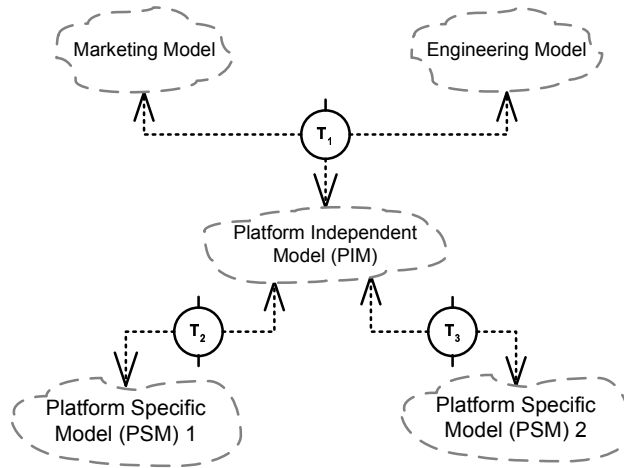 Marketing Model
Engineering Model
T1
Platform Independent
Model (PIM)
T2
T3
Platform Specific
Model (PSM) 1
Platform Specific
Model (PSM) 2